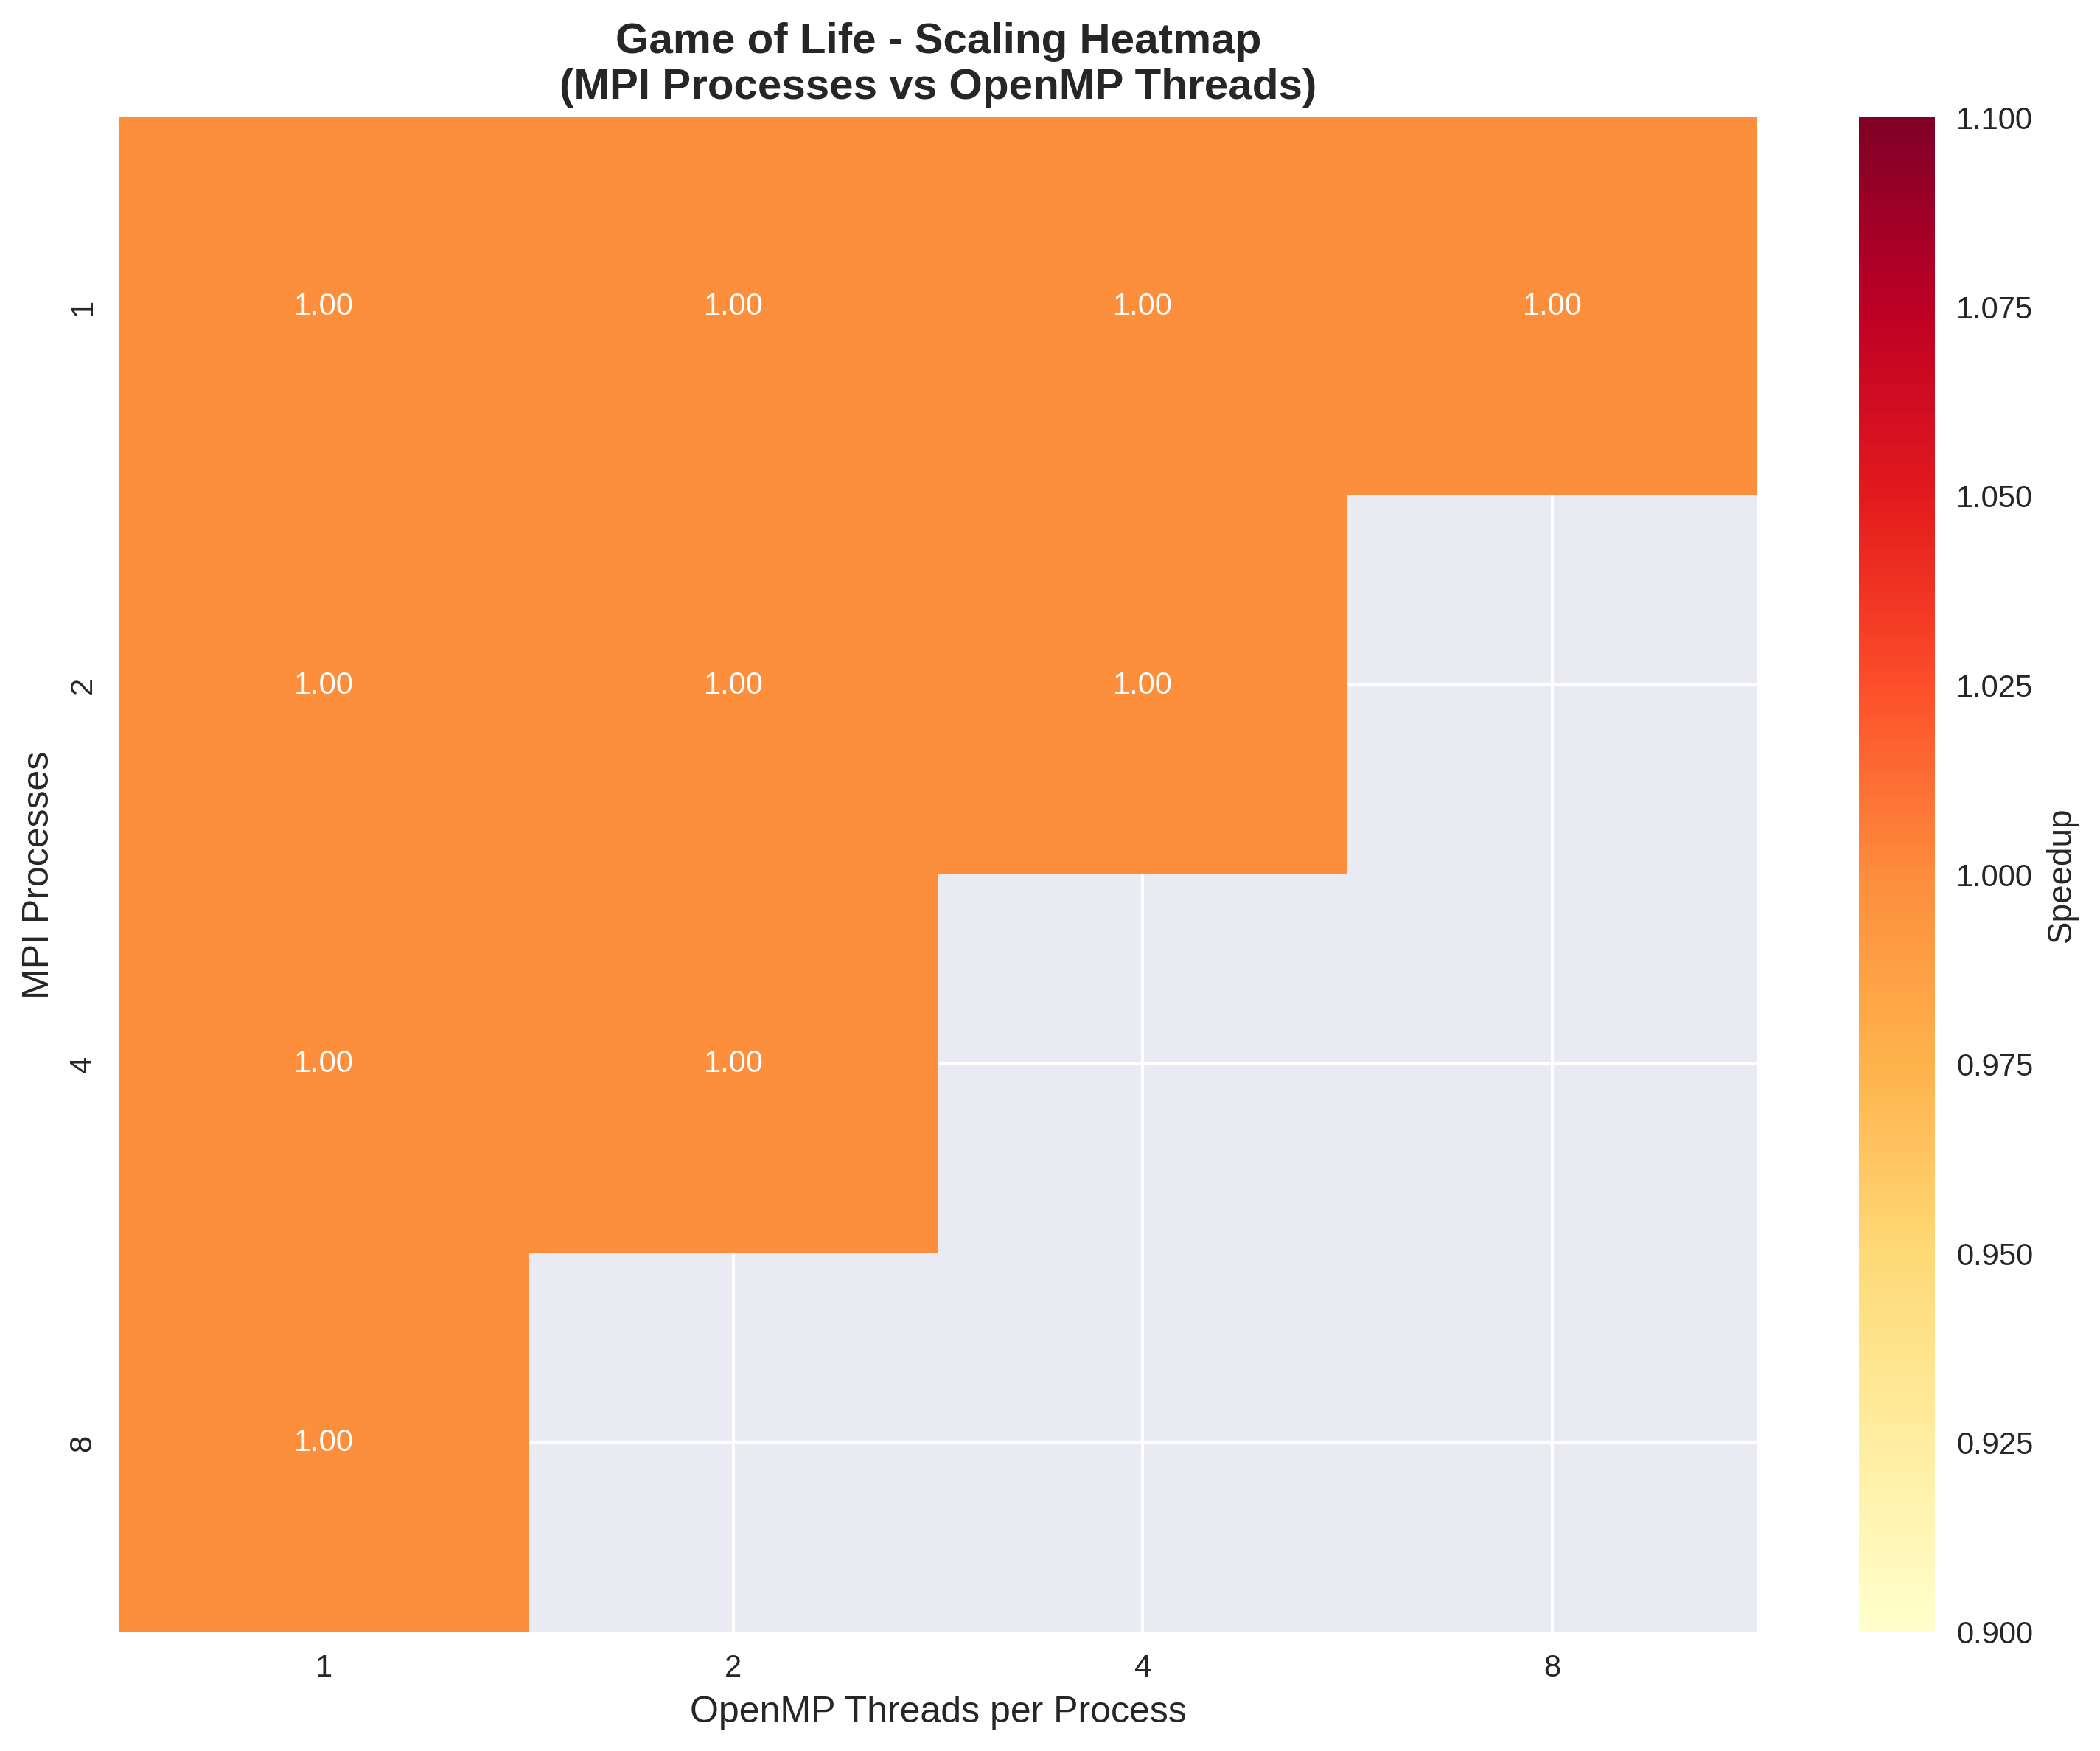 Game of Life - Scaling Heatmap
(MPI Processes vs OpenMP Threads)
1.100
1 1.00 1.00 1.00 1.00 1.075
1.050
2 1.00 1.00 1.00 1.025
MPI Processes
1.000
Speedup
4 1.00 1.00 0.975
0.950
8 1.00 0.925
0.900
1 2 4 8
OpenMP Threads per Process